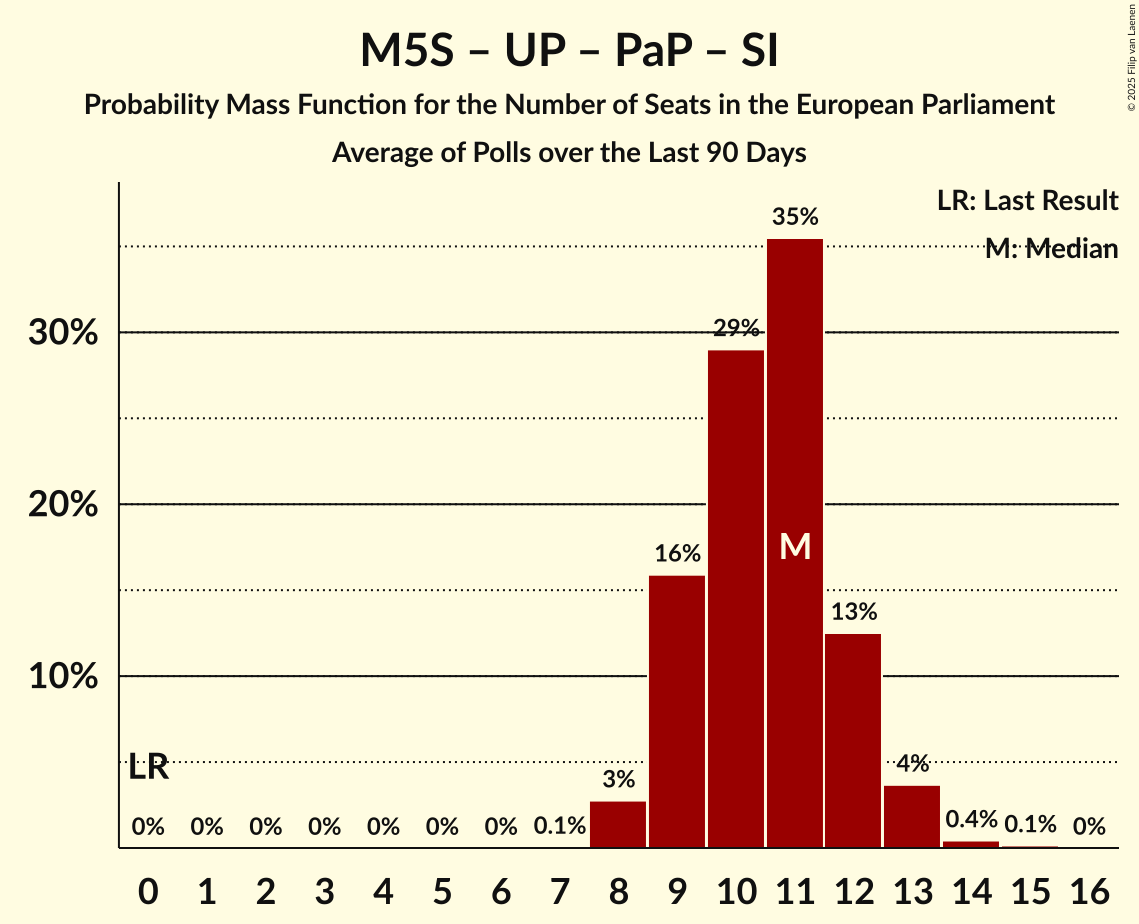 M5S – UP – PaP – SI
Probability Mass Function for the Number of Seats in the European Parliament
Average of Polls over the Last 90 Days
© 2025 Filip van Laenen
LR: Last Result
M: Median
35%
30%
29%
20%
16%
M
13%
10%
LR
4%
3%
0% 0% 0% 0% 0% 0% 0% 0.1% 0.4% 0.1% 0%
0 1 2 3 4 5 6 7 8 9 10 11 12 13 14 15 16